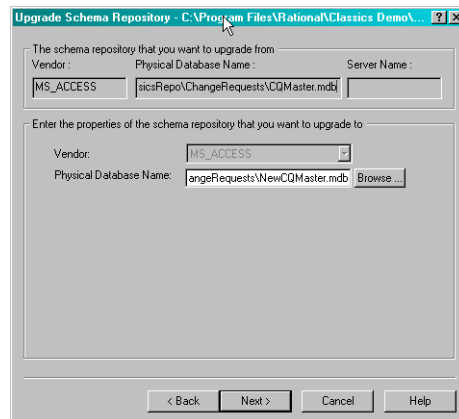 Upgrade Schema Repository - C:\Program Files\Rational\Classics Demo\...
The schema repository that you want to upgrade from
Vendor : Physical Database Name : Server Name :
MS_ACCESS sicsRepo\ChangeRequests\CQMaster.mdb
Enter the properties of the schema repository that you want to upgrade to
Vendor: MS_ACCESS
Physical Database Name: angeRequests\NewCQMaster.mdb Browse ...
< Back Next > Cancel Help